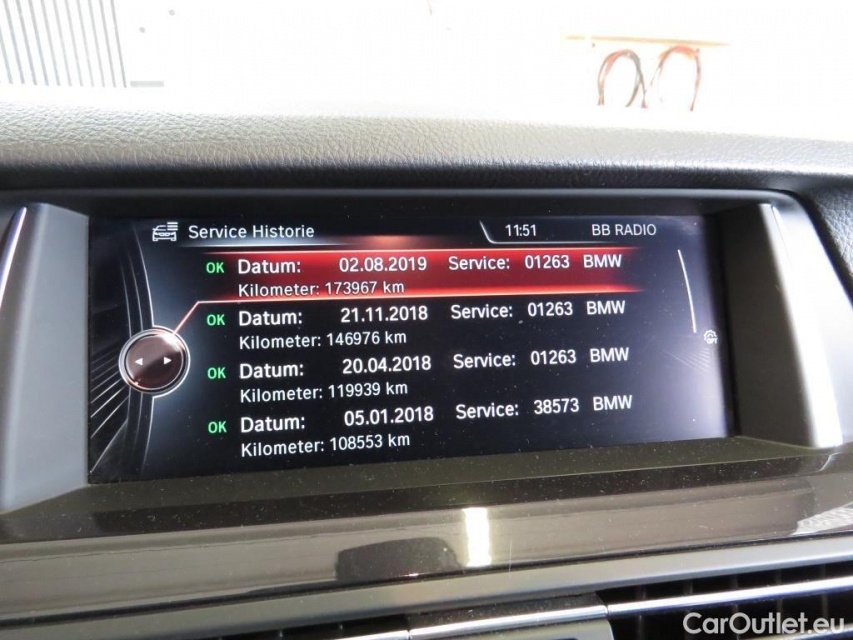 Service Historie 11:51 BB RADIO
OK Datum: 02.08.2019 Service: 01263 BMW
Kilometer: 173967 km
OK Datum: 21.11.2018 Service: 01263 BMW
Kilometer: 146976 km
OK Datum: 20.04.2018 Service: 01263 BMW
Kilometer: 119939 km
OK Datum: 05.01.2018 Service: 38573 BMW
Kilometer: 108553 km
CarOutlet.eu